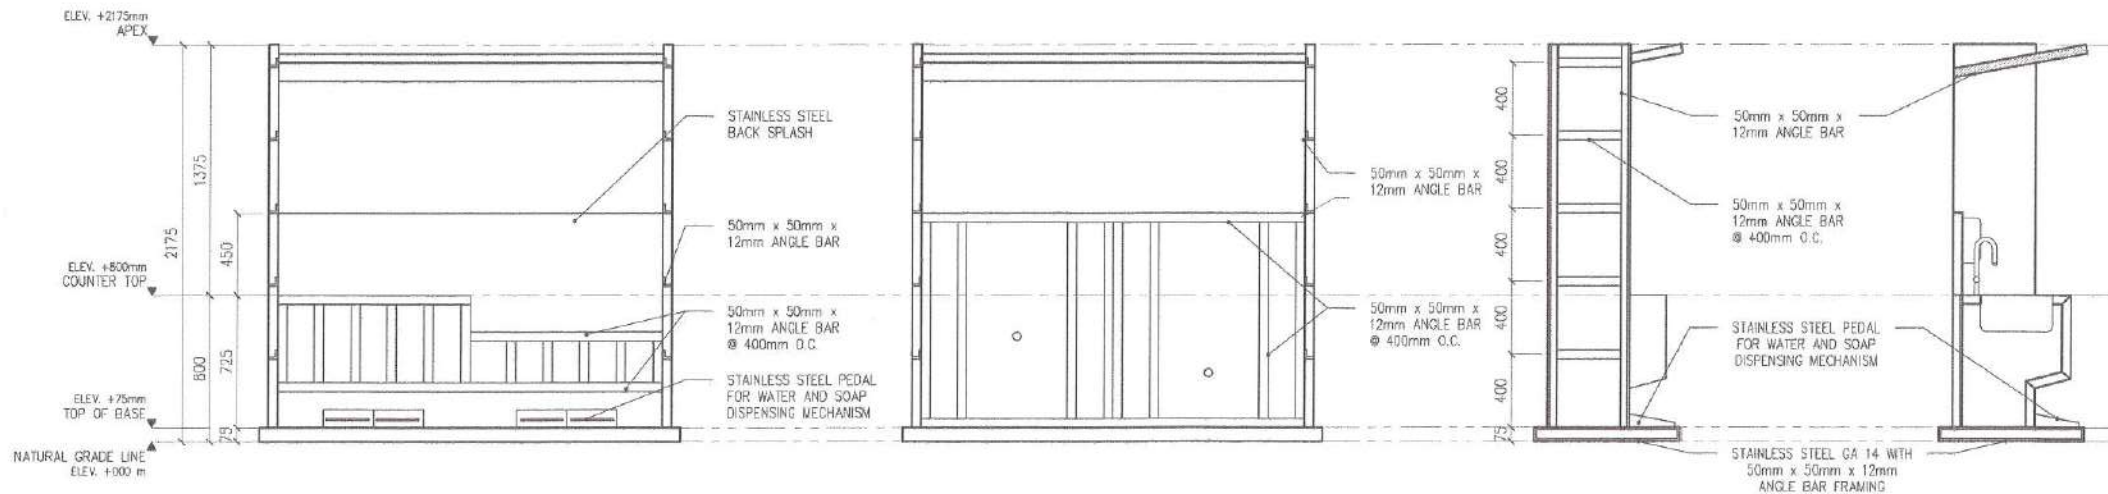 ELEV. +2175mm
APEX
2175
1375
450
ELEV. +800mm
COUNTER TOP
800
725
ELEV. +75mm
TOP OF BASE
75
NATURAL GRADE LINE
ELEV. +000 m
STAINLESS STEEL
BACK SPLASH
50mm x 50mm x
12mm ANGLE BAR
50mm x 50mm x
12mm ANGLE BAR
@ 400mm O.C.
STAINLESS STEEL PEDAL
FOR WATER AND SOAP
DISPENSING MECHANISM
50mm x 50mm x
12mm ANGLE BAR
50mm x 50mm x
12mm ANGLE BAR
@ 400mm O.C.
400
400
400
400
400
75
50mm x 50mm x
12mm ANGLE BAR
50mm x 50mm x
12mm ANGLE BAR
@ 400mm O.C.
STAINLESS STEEL PEDAL
FOR WATER AND SOAP
DISPENSING MECHANISM
STAINLESS STEEL GA 14 WITH
50mm x 50mm x 12mm
ANGLE BAR FRAMING